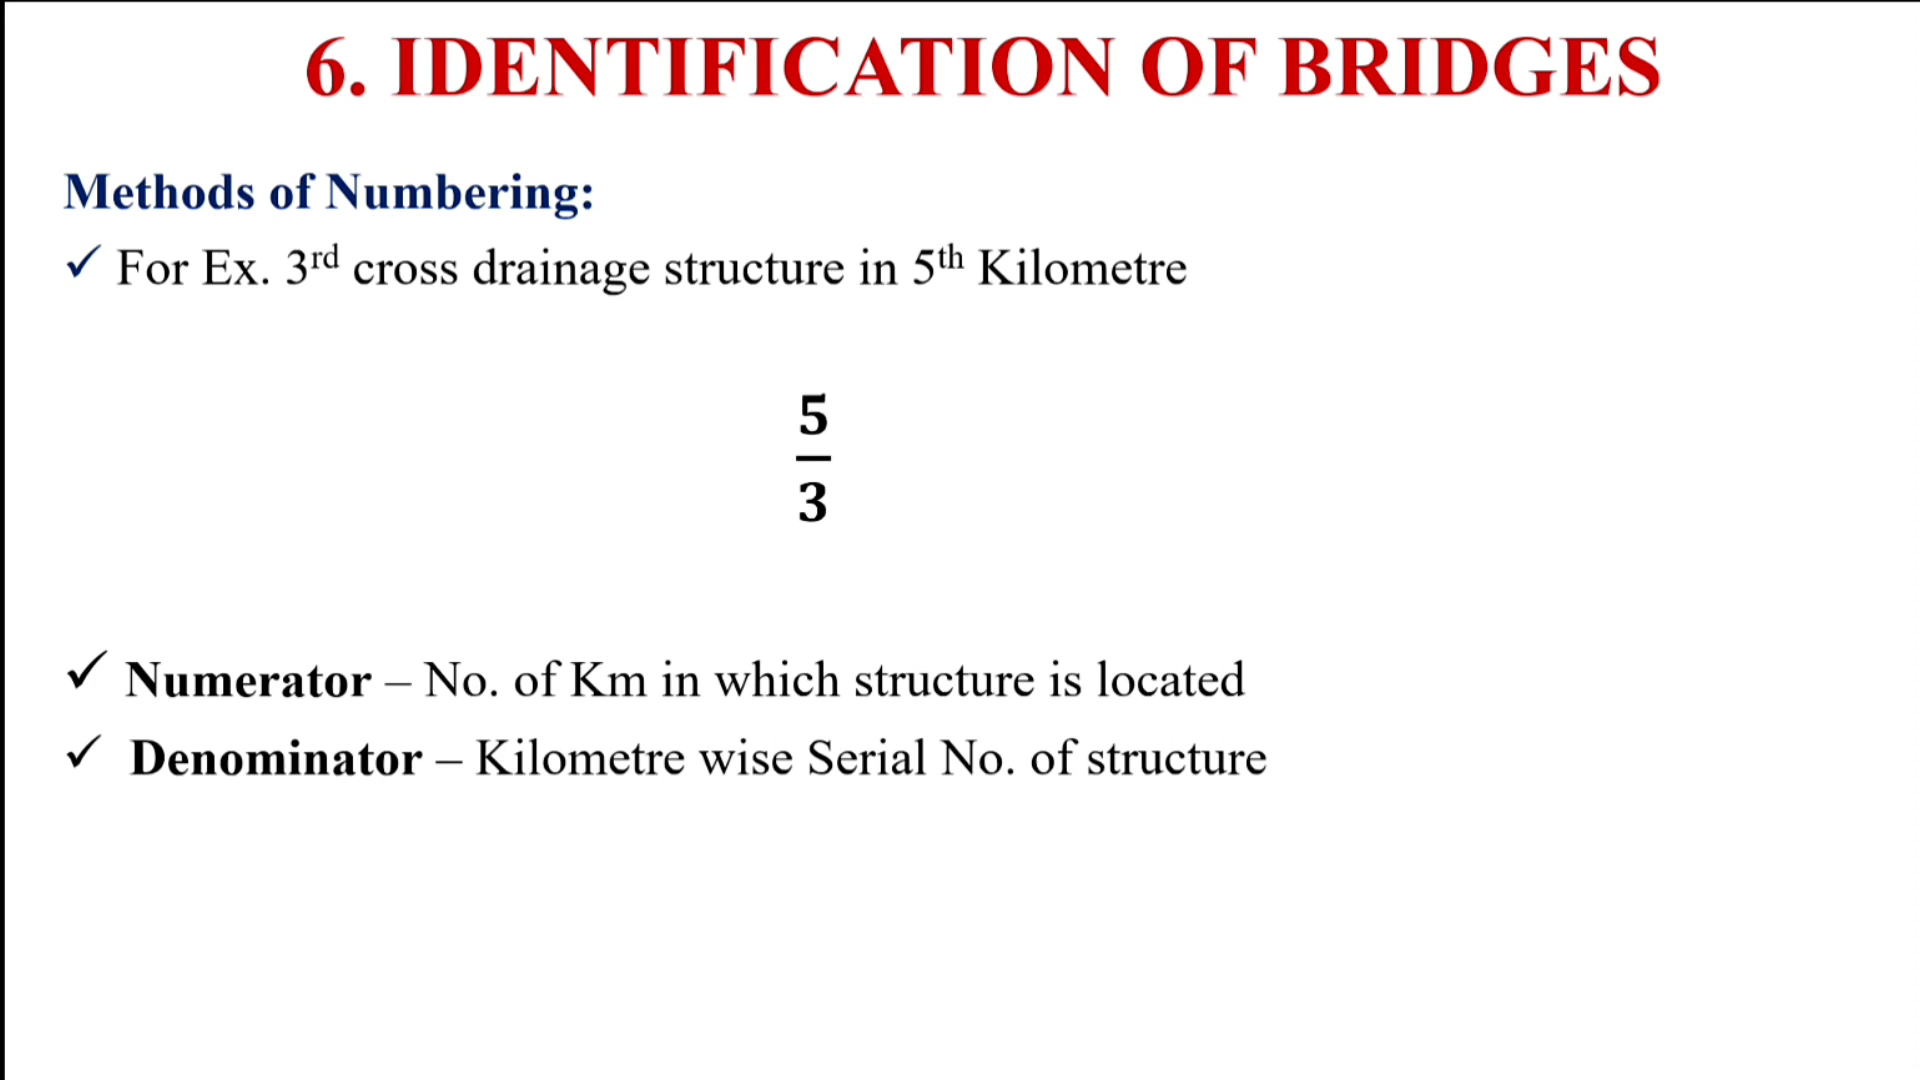 6. IDENTIFICATION OF BRIDGES
Methods of Numbering:
✓ For Ex. 3rd cross drainage structure in 5th Kilometre
5
3
✓ Numerator – No. of Km in which structure is located
✓ Denominator – Kilometre wise Serial No. of structure